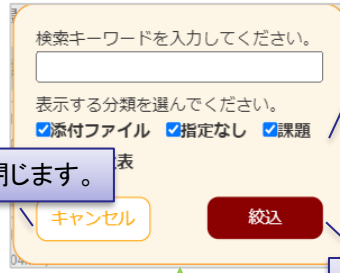 検索キーワードを入力してください。
表示する分類を選んでください。
添付ファイル 指定なし 課題
閉じます。
表
キャンセル 絞込